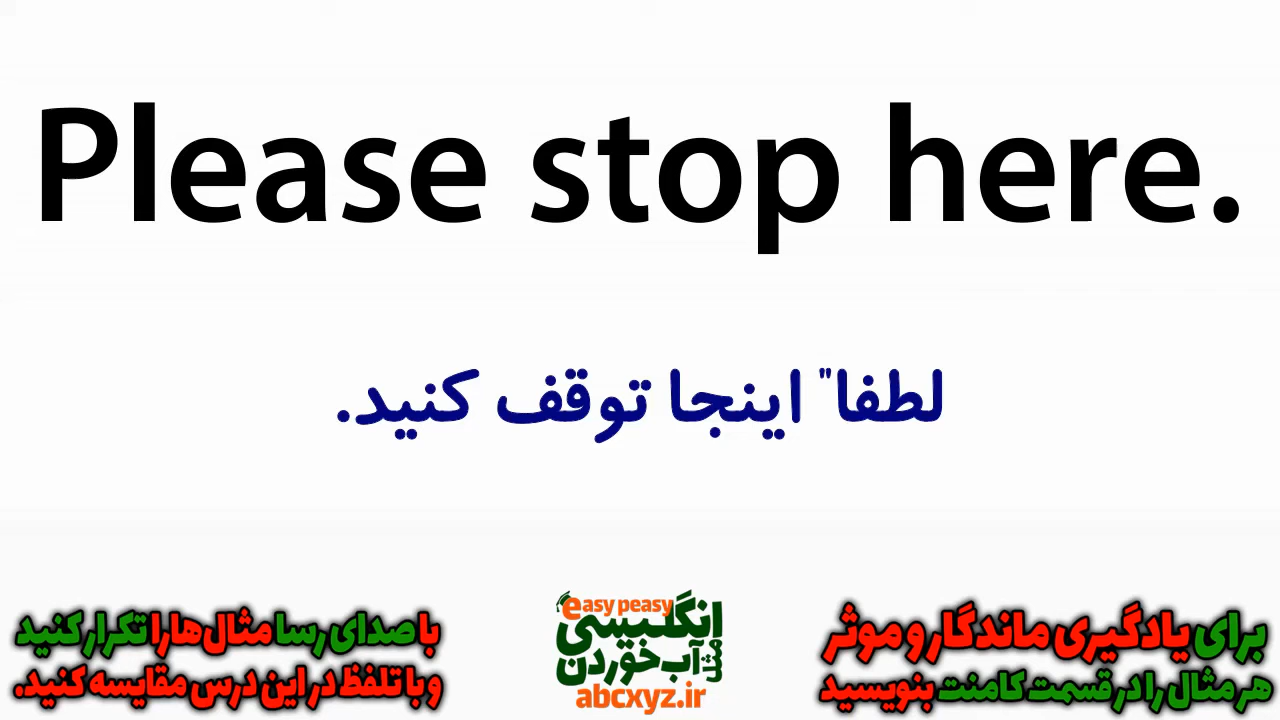 Please stop here.
لطفا" اینجا توقف کنید.
با صدای رسا مثال‌ها را تکرار کنید
و با تلفظ در این درس مقایسه کنید.
easy peasy
انگلیسی
مثل آب خوردن
abcxyz.ir
برای یادگیری ماندگار و موثر
هر مثال را در قسمت کامنت بنویسید